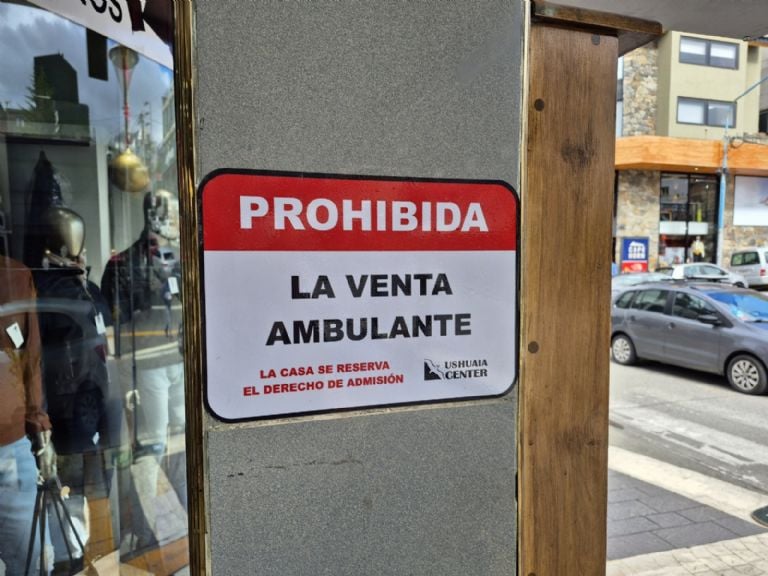 PROHIBIDA
LA VENTA
AMBULANTE
LA CASA SE RESERVA
EL DERECHO DE ADMISIÓN
USHUAIA
CENTER